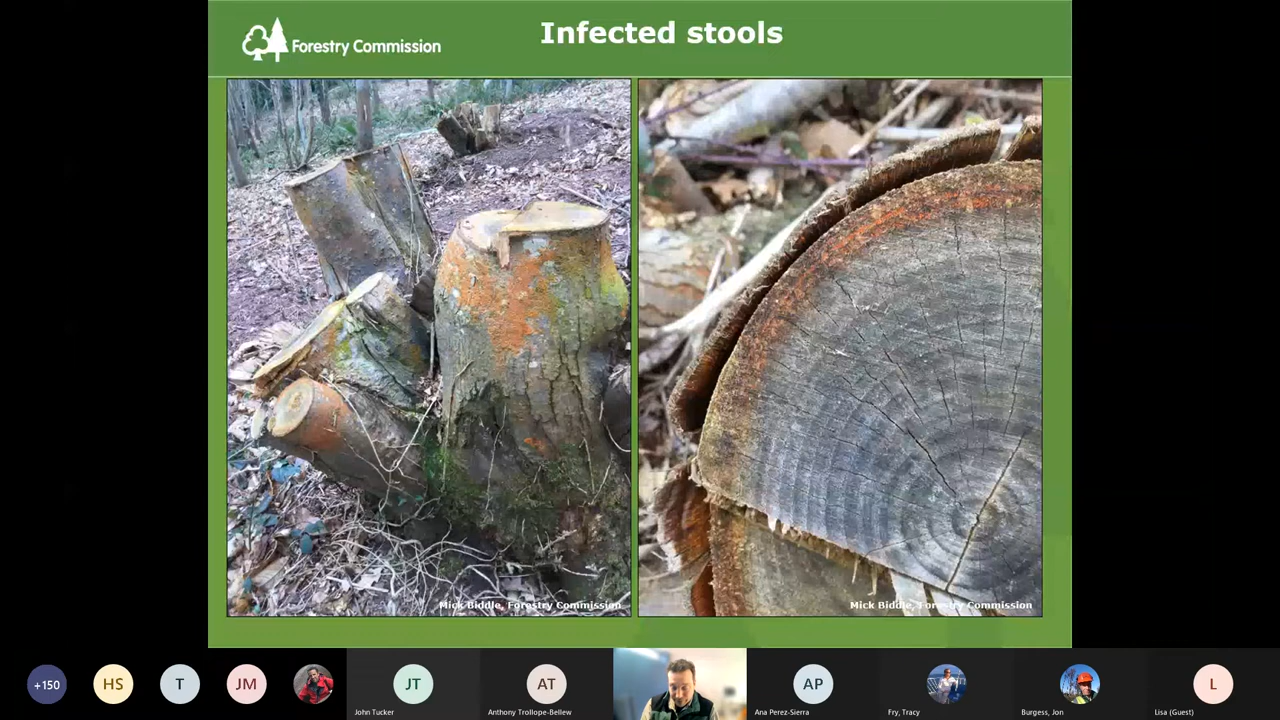 Forestry Commission
Infected stools
Mick Biddle, Forestry Commission
Mick Biddle, Forestry Commission
+150
HS
T
JM
JT
John Tucker
AT
Anthony Trollope-Bellew
AP
Ana Perez-Sierra
Fry, Tracy
Burgess, Jon
L
Lisa (Guest)